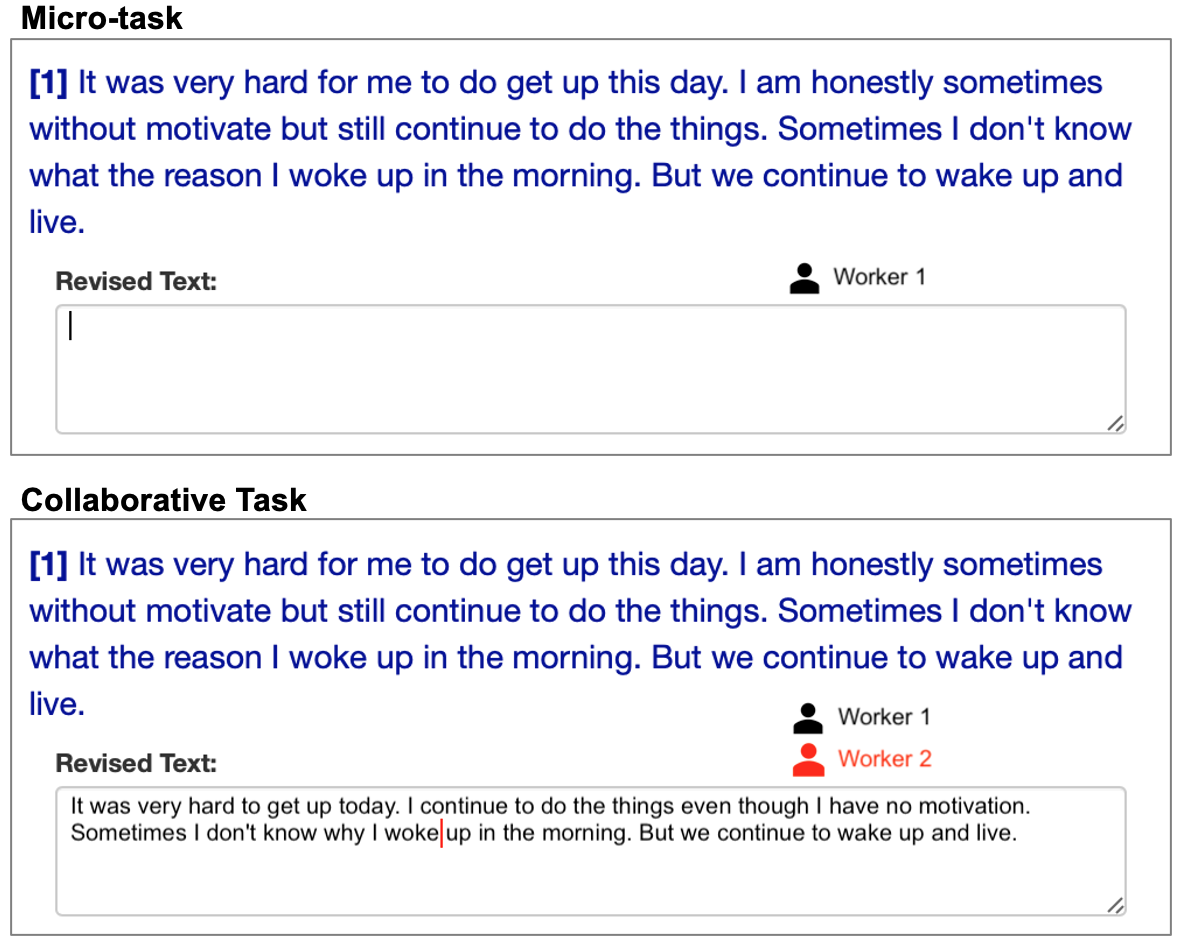 Micro-task
[1] It was very hard for me to do get up this day. I am honestly sometimes
without motivate but still continue to do the things. Sometimes I don't know
what the reason I woke up in the morning. But we continue to wake up and
live.
Revised Text:
Worker 1
Collaborative Task
[1] It was very hard for me to do get up this day. I am honestly sometimes
without motivate but still continue to do the things. Sometimes I don't know
what the reason I woke up in the morning. But we continue to wake up and
live.
Worker 1
Worker 2
Revised Text:
It was very hard to get up today. I continue to do the things even though I have no motivation.
Sometimes I don't know why I woke up in the morning. But we continue to wake up and live.